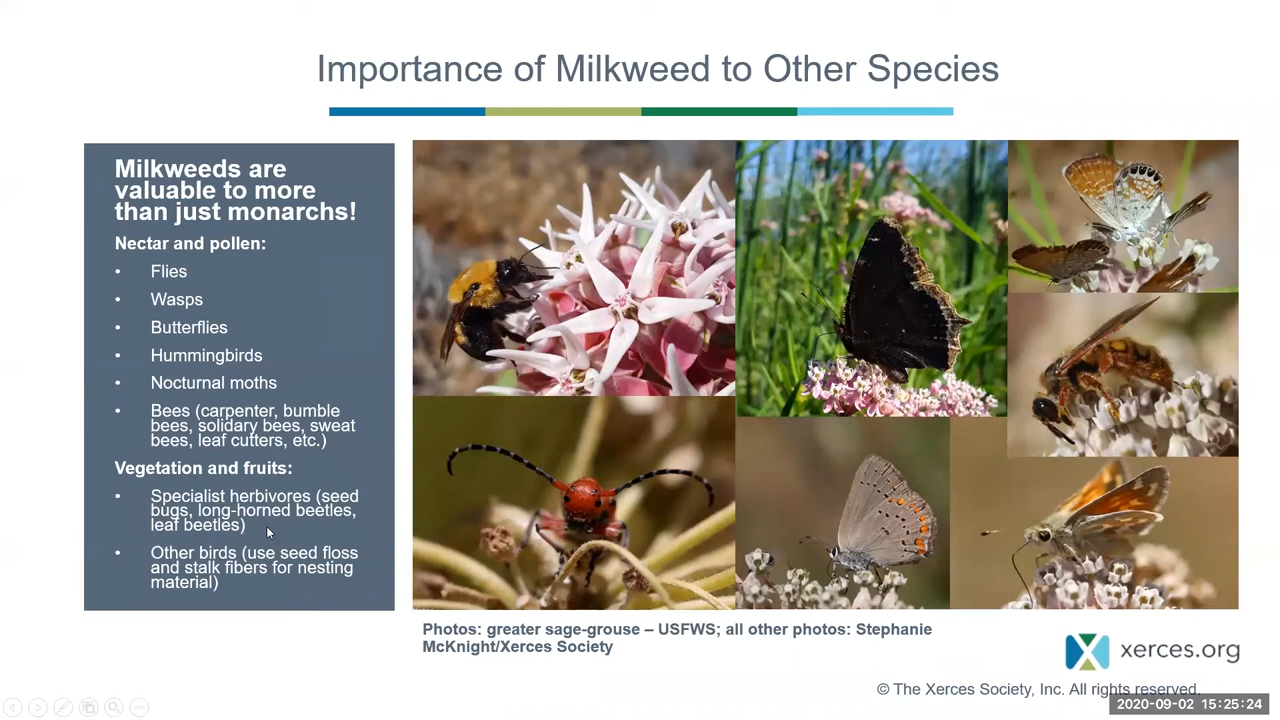 Importance of Milkweed to Other Species
Milkweeds are
valuable to more
than just monarchs!
Nectar and pollen:
• Flies
• Wasps
• Butterflies
• Hummingbirds
• Nocturnal moths
• Bees (carpenter, bumble
bees, solidary bees, sweat
bees, leaf cutters, etc.)
Vegetation and fruits:
• Specialist herbivores (seed
bugs, long-horned beetles,
leaf beetles)
• Other birds (use seed floss
and stalk fibers for nesting
material)
Photos: greater sage-grouse – USFWS; all other photos: Stephanie
McKnight/Xerces Society
xerces.org
© The Xerces Society, Inc. All rights reserved.
2020-09-02 15:25:24